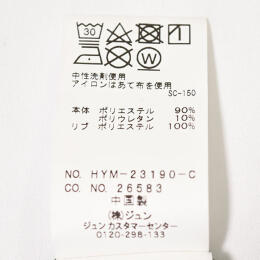 30
中性洗剤使用
アイロンはあて布を使用
SC-150
本体 ポリエステル 90%
ポリウレタン 10%
リブ ポリエステル 100%
NO. HYM-23190-C
CO. NO. 26583
中国製
(株)ジュン
ジュンカスタマーセンター
0120-298-133